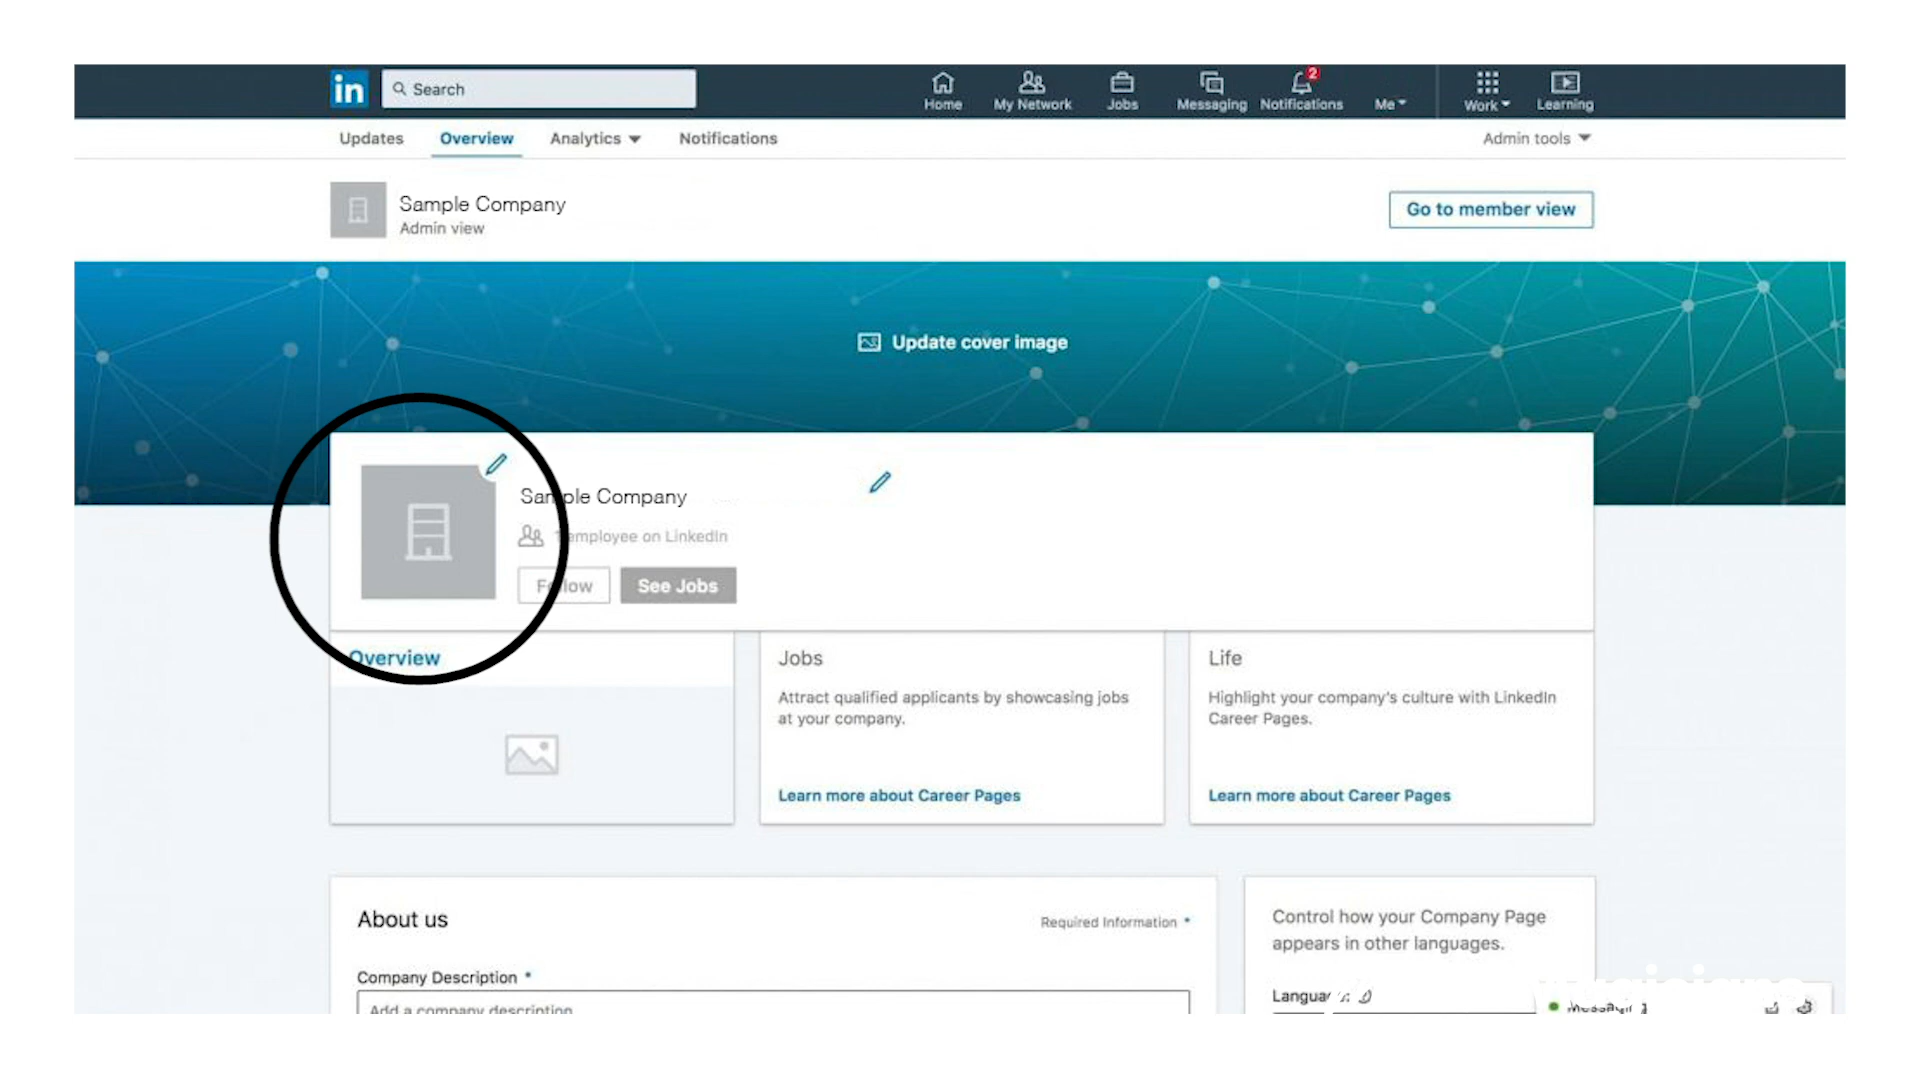 in Search
2
Home My Network Jobs Messaging Notifications Me Work Learning
Updates Overview Analytics Notifications Admin tools
Sample Company
Admin view
Go to member view
Update cover image
Sample Company
employee on LinkedIn
Follow See Jobs
Overview
Jobs
Attract qualified applicants by showcasing jobs
at your company.
Learn more about Career Pages
Life
Highlight your company's culture with LinkedIn
Career Pages.
Learn more about Career Pages
About us
Required Information *
Company Description *
Add a company description
Control how your Company Page
appears in other languages.